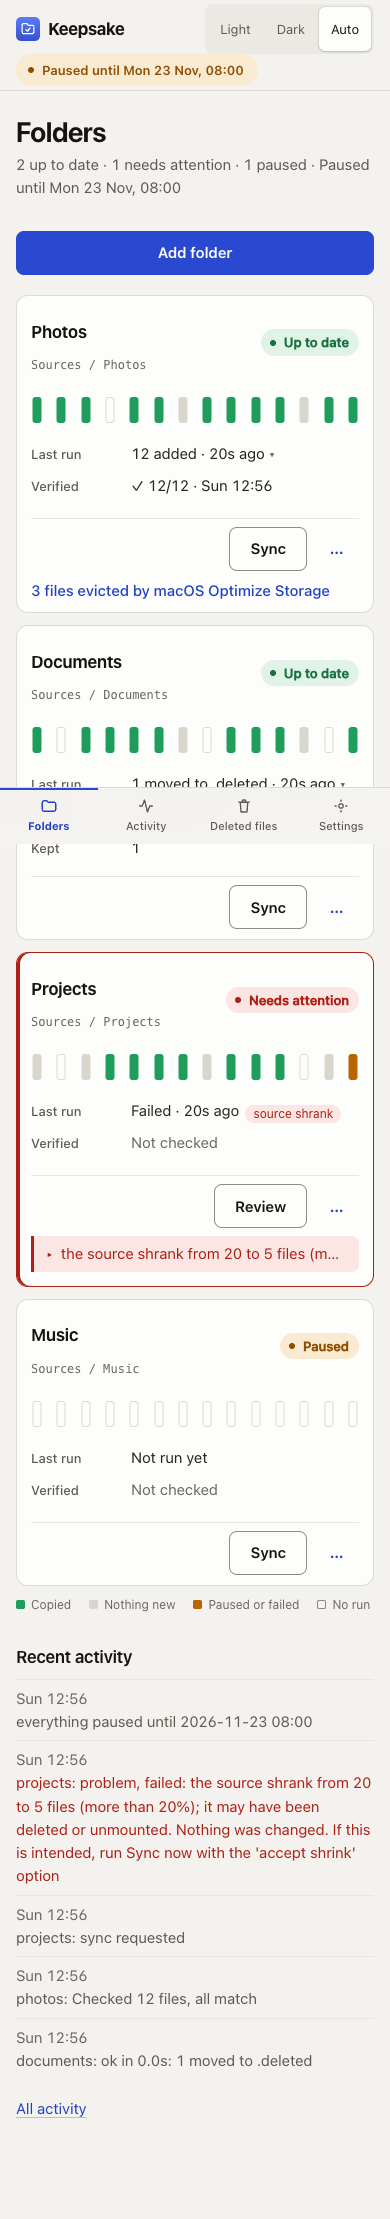 Keepsake
Light
Dark
Auto
Paused until Mon 23 Nov, 08:00
Folders
2 up to date · 1 needs attention · 1 paused · Paused
until Mon 23 Nov, 08:00
Add folder
Photos
Up to date
Sources / Photos
Last run 12 added · 20s ago ▾
Verified ✓ 12/12 · Sun 12:56
Sync ...
3 files evicted by macOS Optimize Storage
Documents
Up to date
Sources / Documents
Last run 1 moved to .deleted · 20s ago ▾
Folders
Activity
Deleted files
Settings
Kept 1
Sync ...
Projects
Needs attention
Sources / Projects
Last run Failed · 20s ago source shrank
Verified Not checked
Review ...
▸ the source shrank from 20 to 5 files (m...
Music
Paused
Sources / Music
Last run Not run yet
Verified Not checked
Sync ...
Copied Nothing new Paused or failed No run
Recent activity
Sun 12:56
everything paused until 2026-11-23 08:00
Sun 12:56
projects: problem, failed: the source shrank from 20
to 5 files (more than 20%); it may have been
deleted or unmounted. Nothing was changed. If this
is intended, run Sync now with the 'accept shrink'
option
Sun 12:56
projects: sync requested
Sun 12:56
photos: Checked 12 files, all match
Sun 12:56
documents: ok in 0.0s: 1 moved to .deleted
All activity